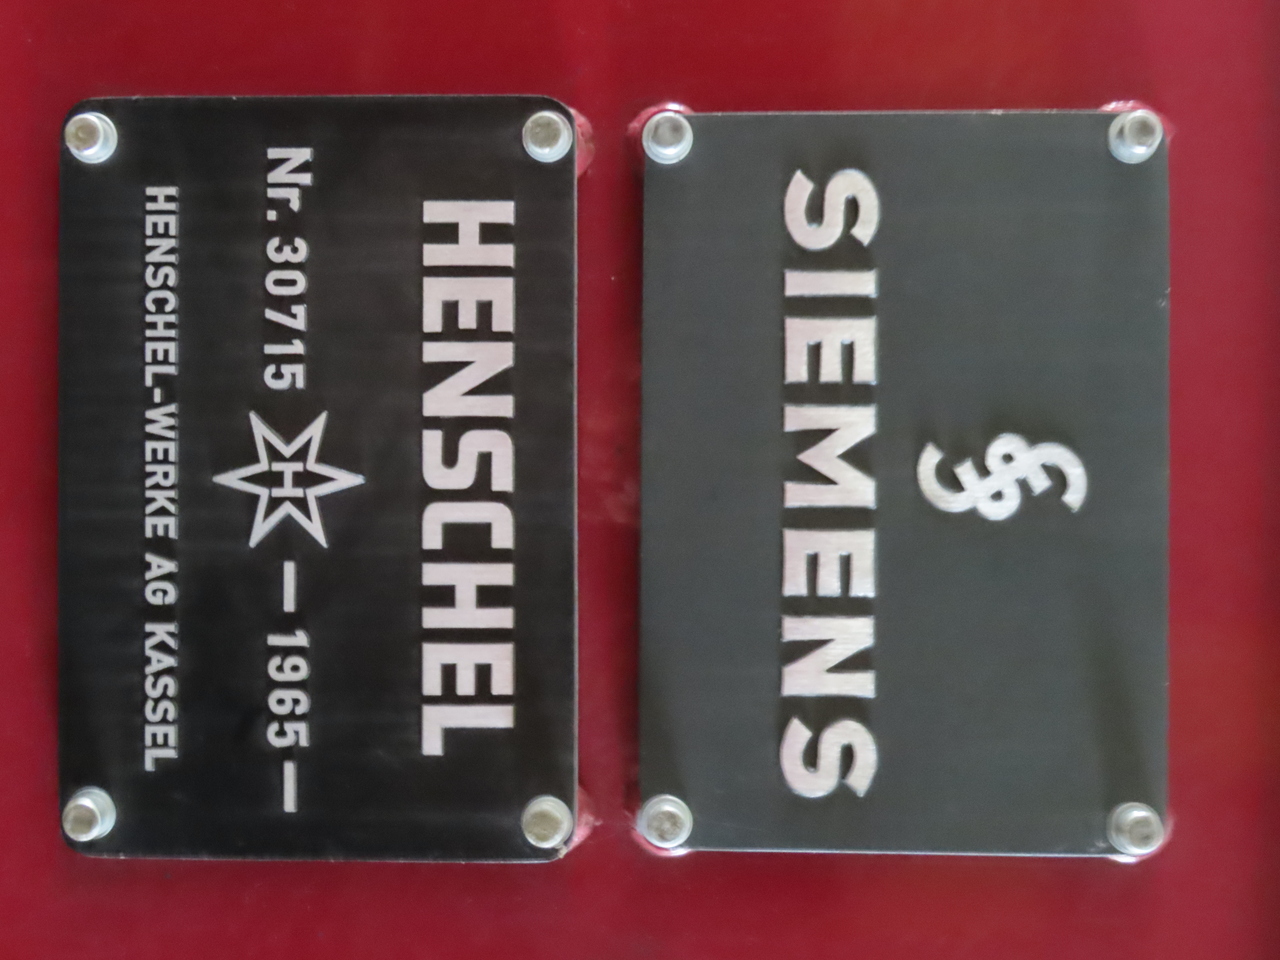 SIEMENS
HENSCHEL
Nr. 30715 H — 1965 —
HENSCHEL-WERKE AG KASSEL